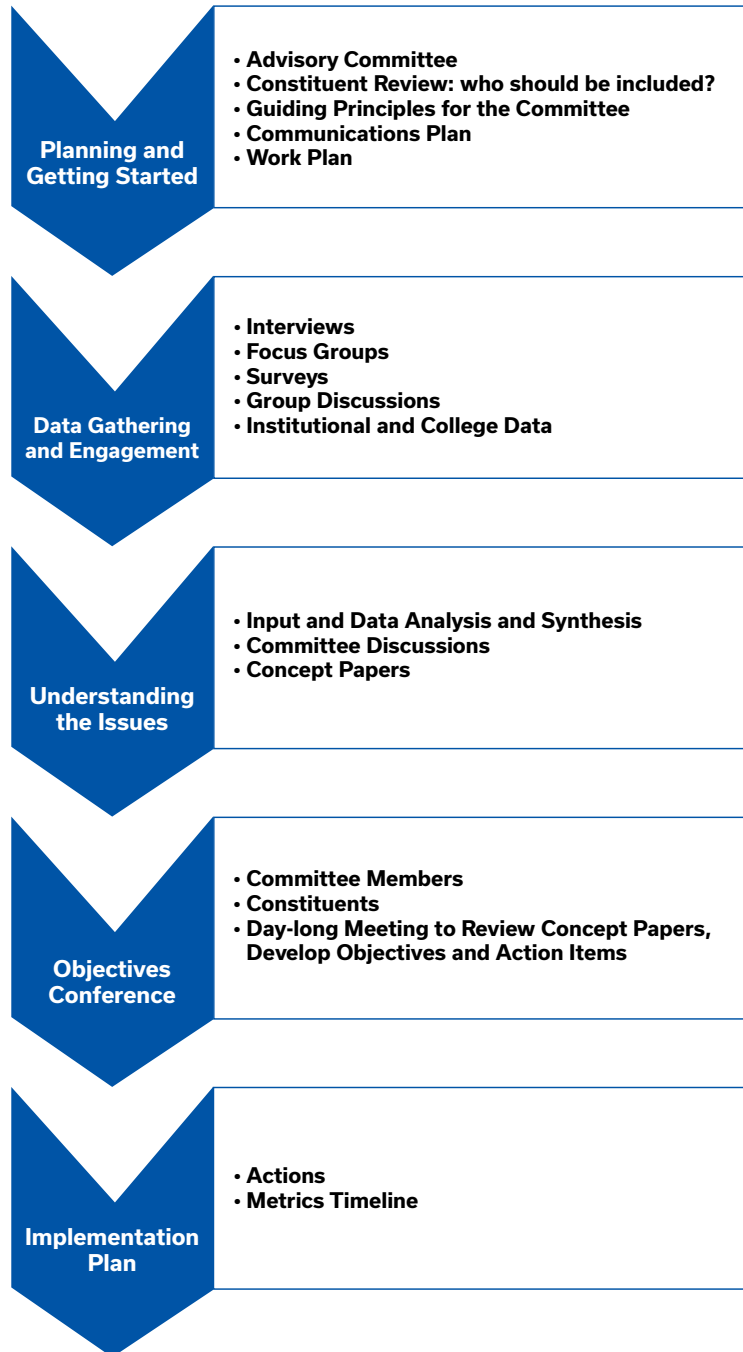 Planning and
Getting Started
• Advisory Committee
• Constituent Review: who should be included?
• Guiding Principles for the Committee
• Communications Plan
• Work Plan
Data Gathering
and Engagement
• Interviews
• Focus Groups
• Surveys
• Group Discussions
• Institutional and College Data
Understanding
the Issues
• Input and Data Analysis and Synthesis
• Committee Discussions
• Concept Papers
Objectives
Conference
• Committee Members
• Constituents
• Day-long Meeting to Review Concept Papers,
Develop Objectives and Action Items
Implementation
Plan
• Actions
• Metrics Timeline